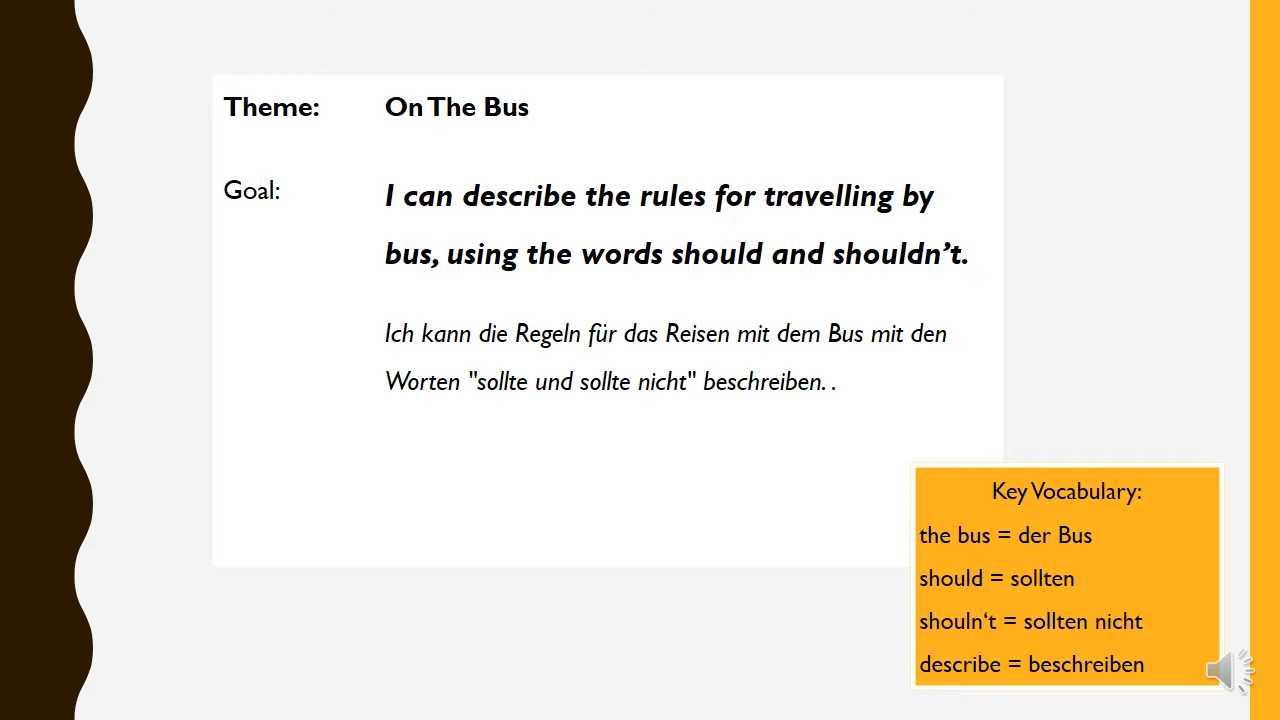 Theme: On The Bus
Goal: I can describe the rules for travelling by
bus, using the words should and shouldn’t.
Ich kann die Regeln für das Reisen mit dem Bus mit den
Worten "sollte und sollte nicht" beschreiben. .
Key Vocabulary:
the bus = der Bus
should = sollten
shouln‘t = sollten nicht
describe = beschreiben